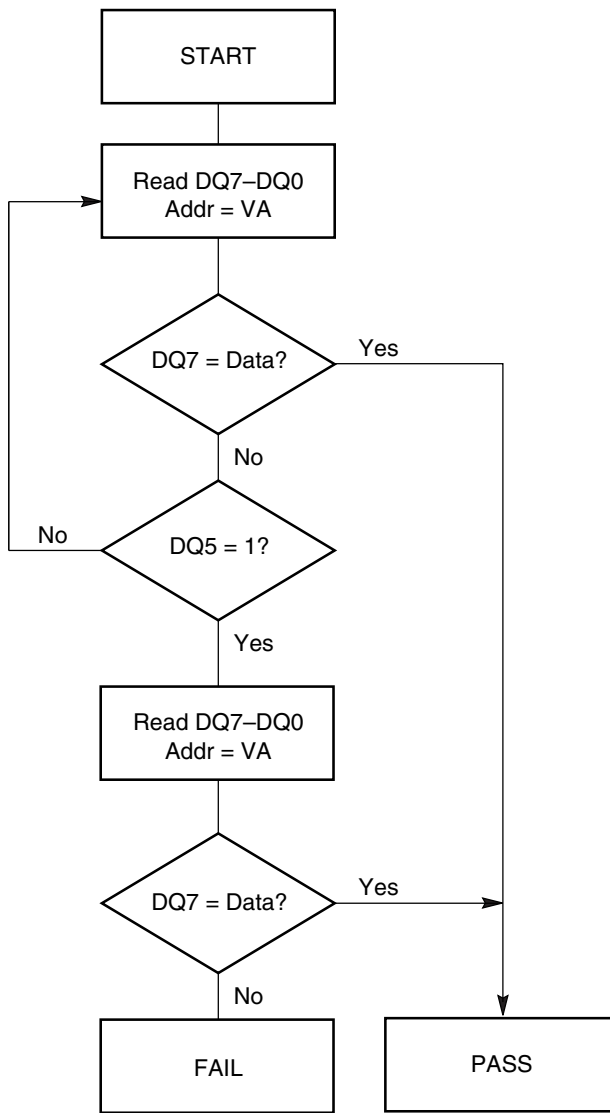 START
Read DQ7–DQ0
Addr = VA
DQ7 = Data?
Yes
No
No
DQ5 = 1?
Yes
Read DQ7–DQ0
Addr = VA
DQ7 = Data?
Yes
No
FAIL
PASS